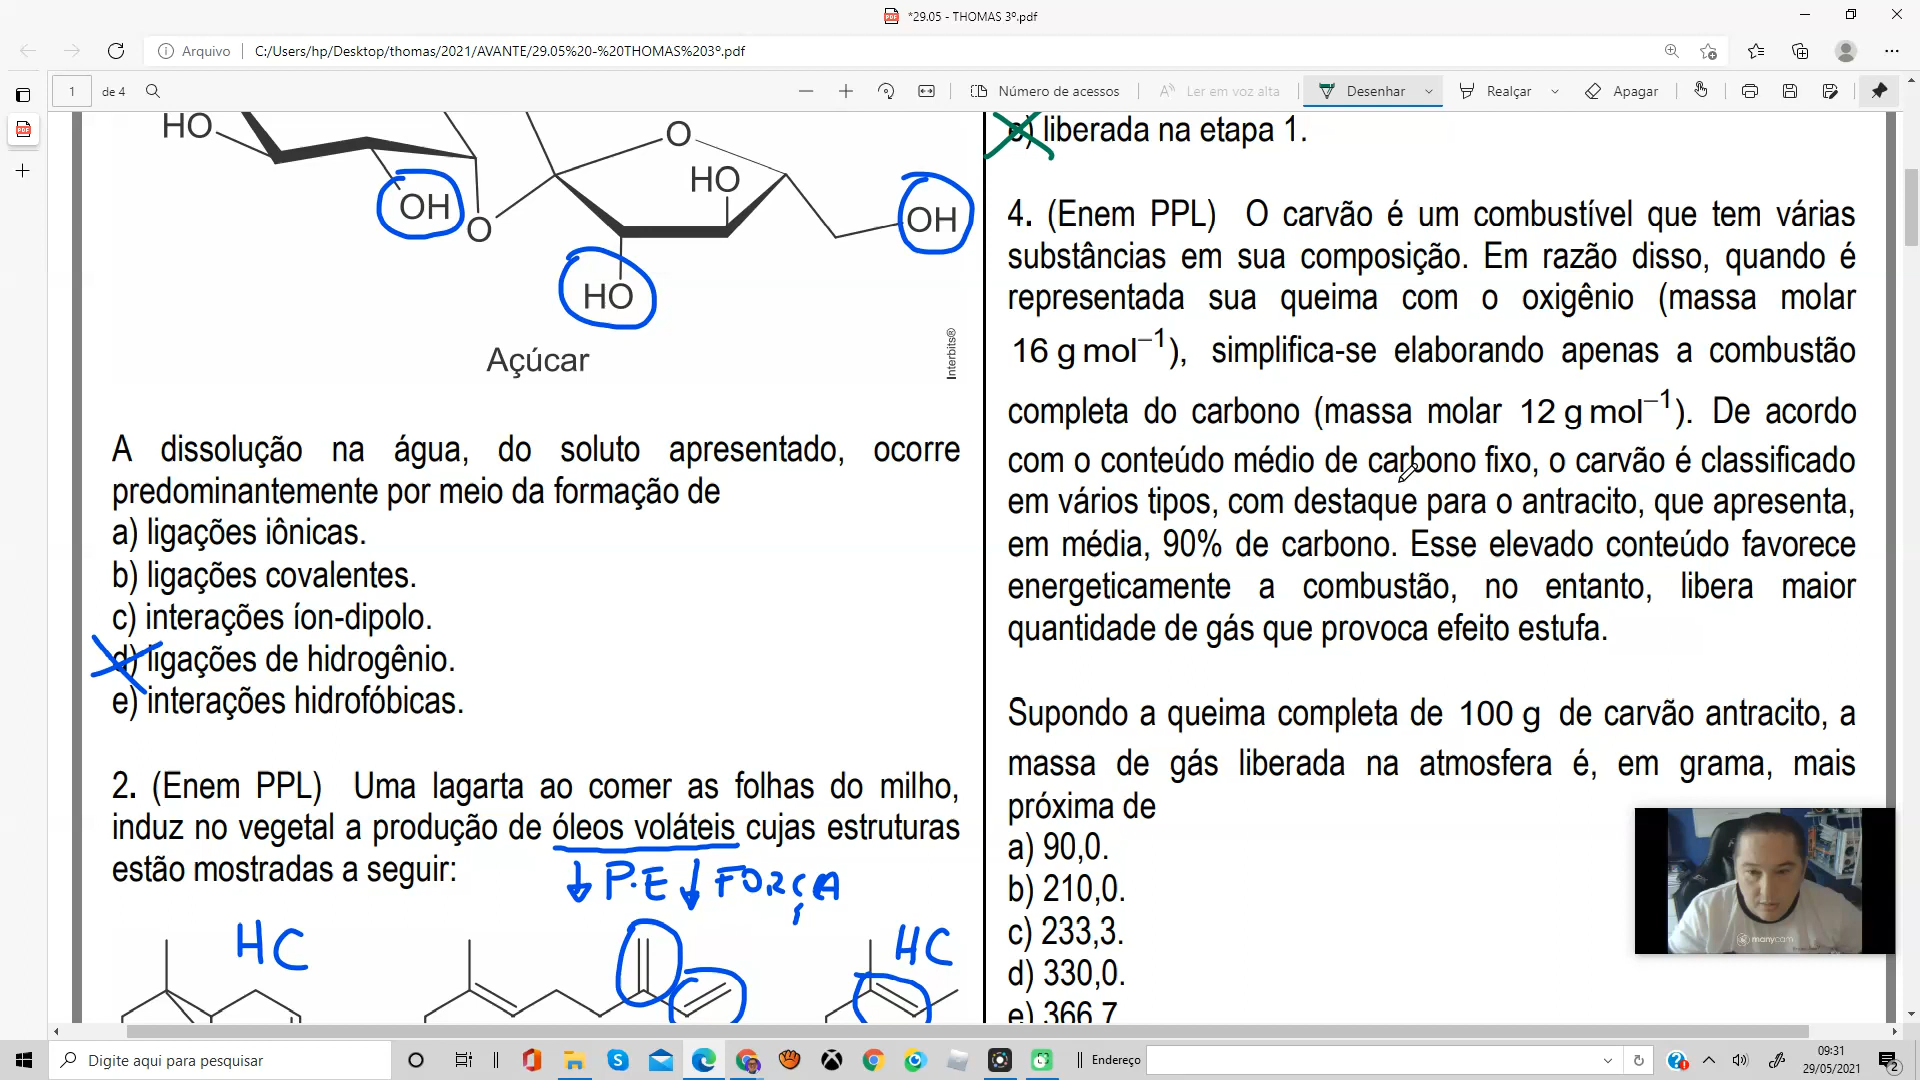 *29.05 - THOMAS 3º.pdf
Arquivo
C:/Users/hp/Desktop/thomas/2021/AVANTE/29.05%20-%20THOMAS%203º.pdf
1 de 4
Número de acessos
Ler em voz alta
Desenhar
Realçar
Apagar
HO
O
HO
OH
O
OH
HO
Açúcar
Interbits®
A dissolução na água, do soluto apresentado, ocorre
predominantemente por meio da formação de
a) ligações iônicas.
b) ligações covalentes.
c) interações íon-dipolo.
d) ligações de hidrogênio.
e) interações hidrofóbicas.
2. (Enem PPL) Uma lagarta ao comer as folhas do milho,
induz no vegetal a produção de óleos voláteis cujas estruturas
estão mostradas a seguir:
↓ P.E ↓ FORÇA
HC
HC
e) liberada na etapa 1.
4. (Enem PPL) O carvão é um combustível que tem várias
substâncias em sua composição. Em razão disso, quando é
representada sua queima com o oxigênio (massa molar
16 g mol⁻¹), simplifica-se elaborando apenas a combustão
completa do carbono (massa molar 12 g mol⁻¹). De acordo
com o conteúdo médio de carbono fixo, o carvão é classificado
em vários tipos, com destaque para o antracito, que apresenta,
em média, 90% de carbono. Esse elevado conteúdo favorece
energeticamente a combustão, no entanto, libera maior
quantidade de gás que provoca efeito estufa.
Supondo a queima completa de 100 g de carvão antracito, a
massa de gás liberada na atmosfera é, em grama, mais
próxima de
a) 90,0.
b) 210,0.
c) 233,3.
d) 330,0.
e) 366,7
manycam
Digite aqui para pesquisar
Endereço
09:31
29/05/2021
2